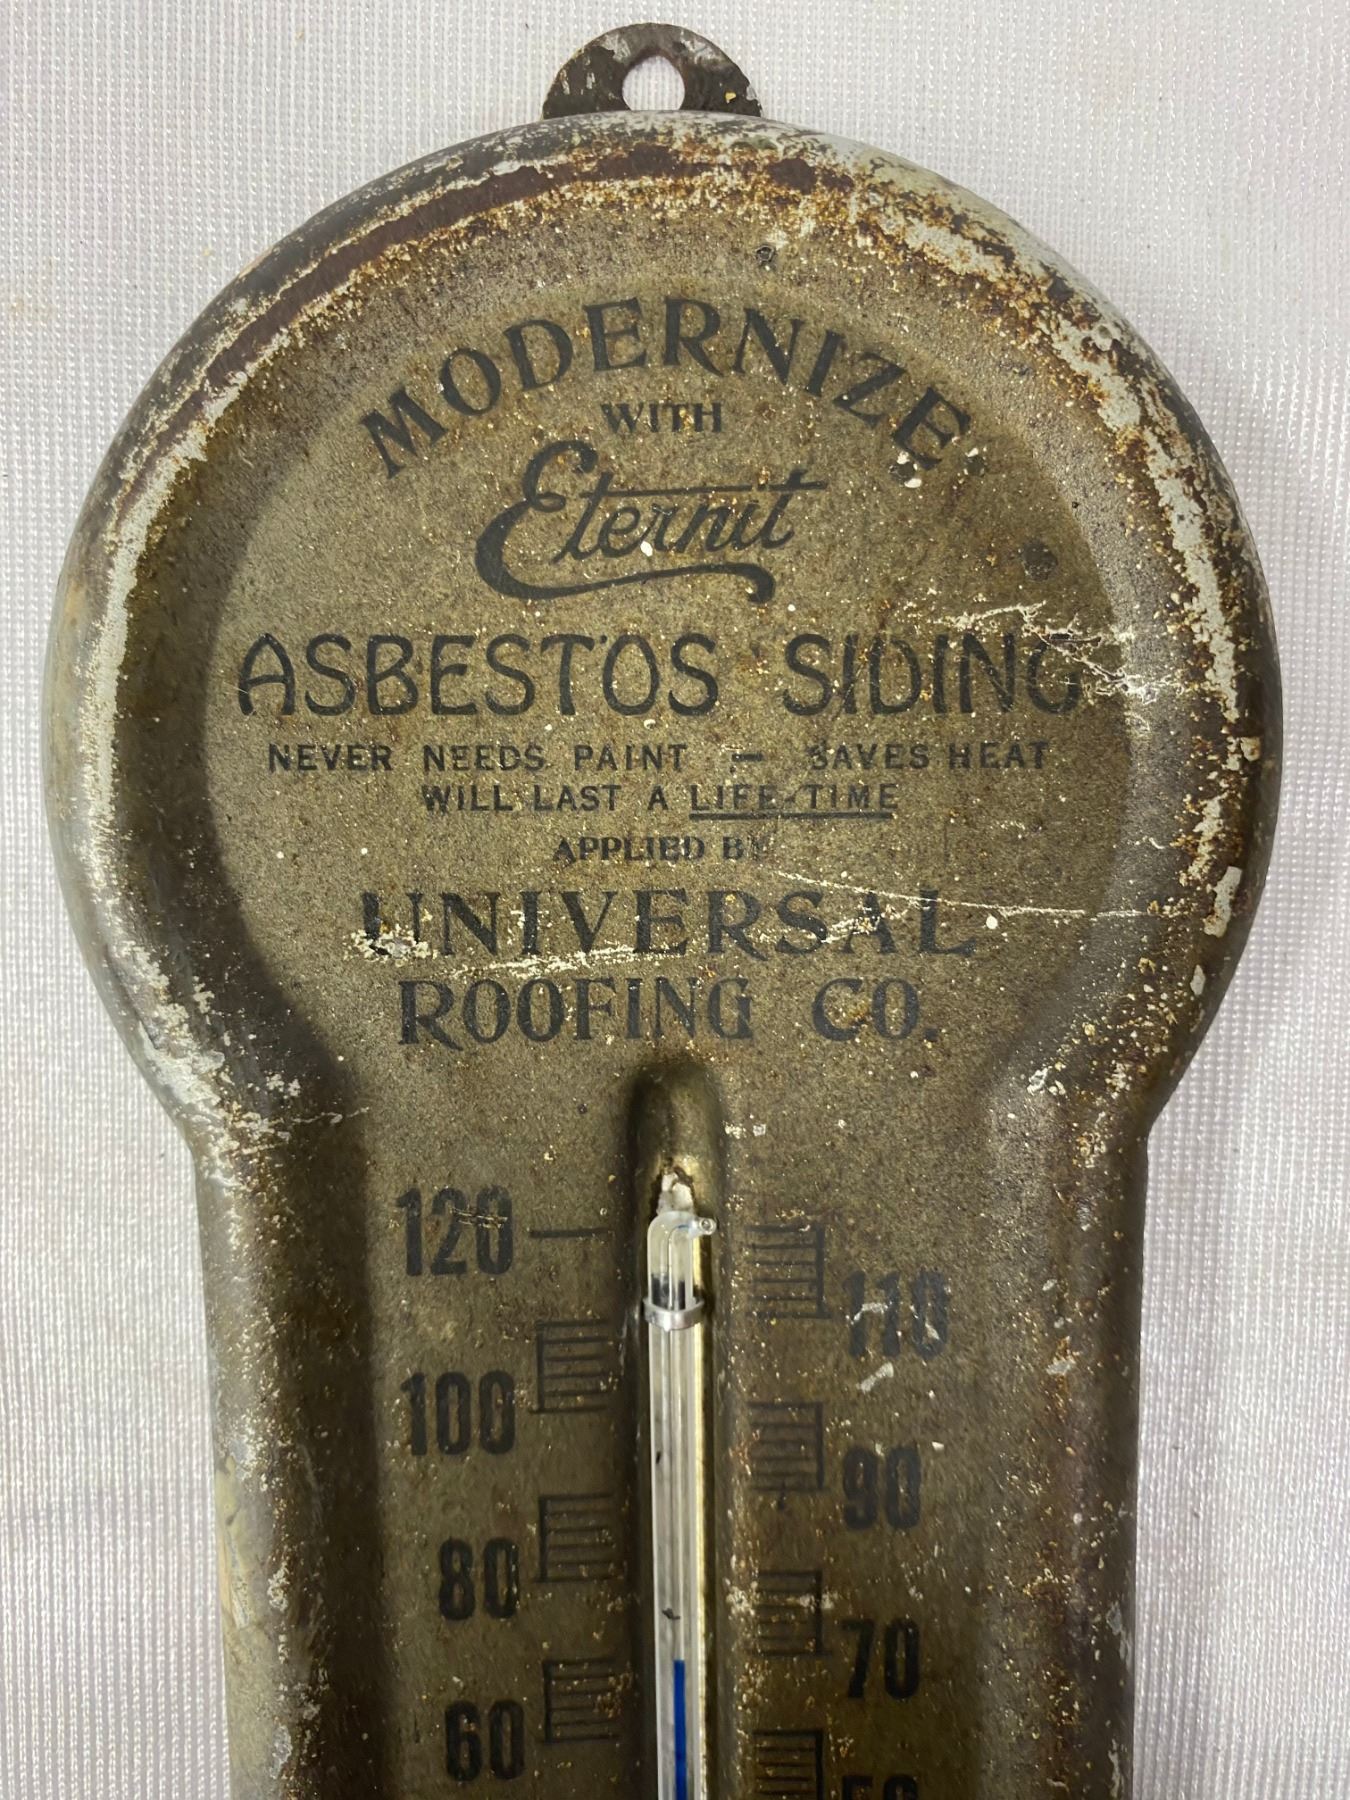 MODERNIZE
WITH
Eternit
ASBESTOS SIDING
NEVER NEEDS PAINT — SAVES HEAT
WILL LAST A LIFE-TIME
APPLIED BY
UNIVERSAL
ROOFING CO.
120
110
100
90
80
70
60
50